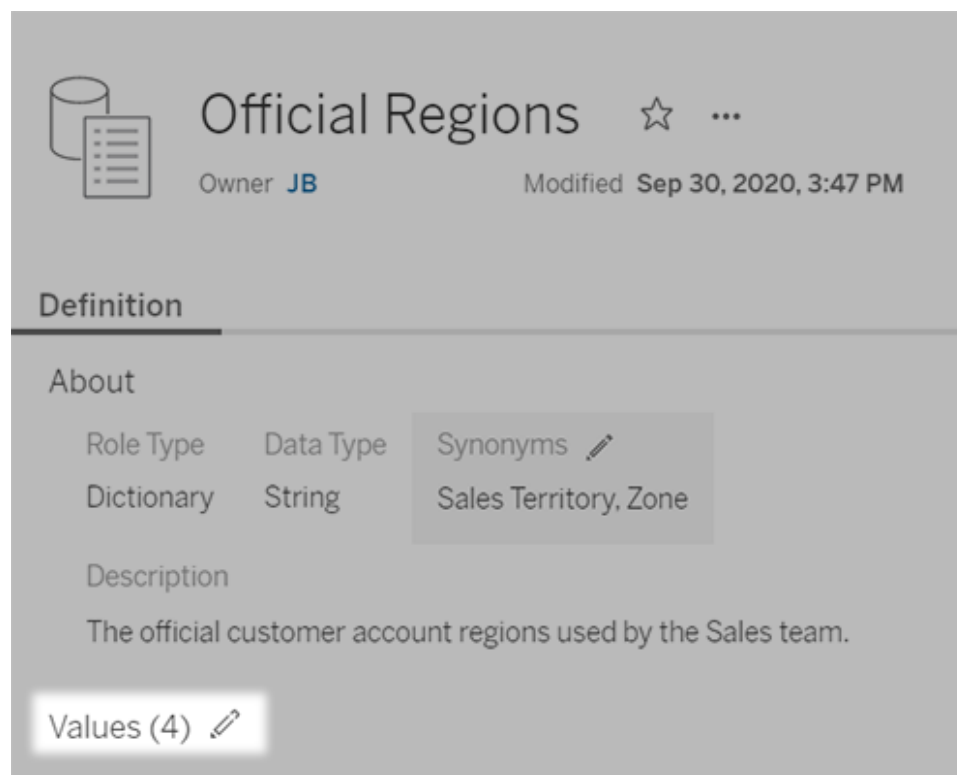 Official Regions
Owner JB Modified Sep 30, 2020, 3:47 PM
Definition
About
Role Type Data Type Synonyms
Dictionary String Sales Territory, Zone
Description
The official customer account regions used by the Sales team.
Values (4)